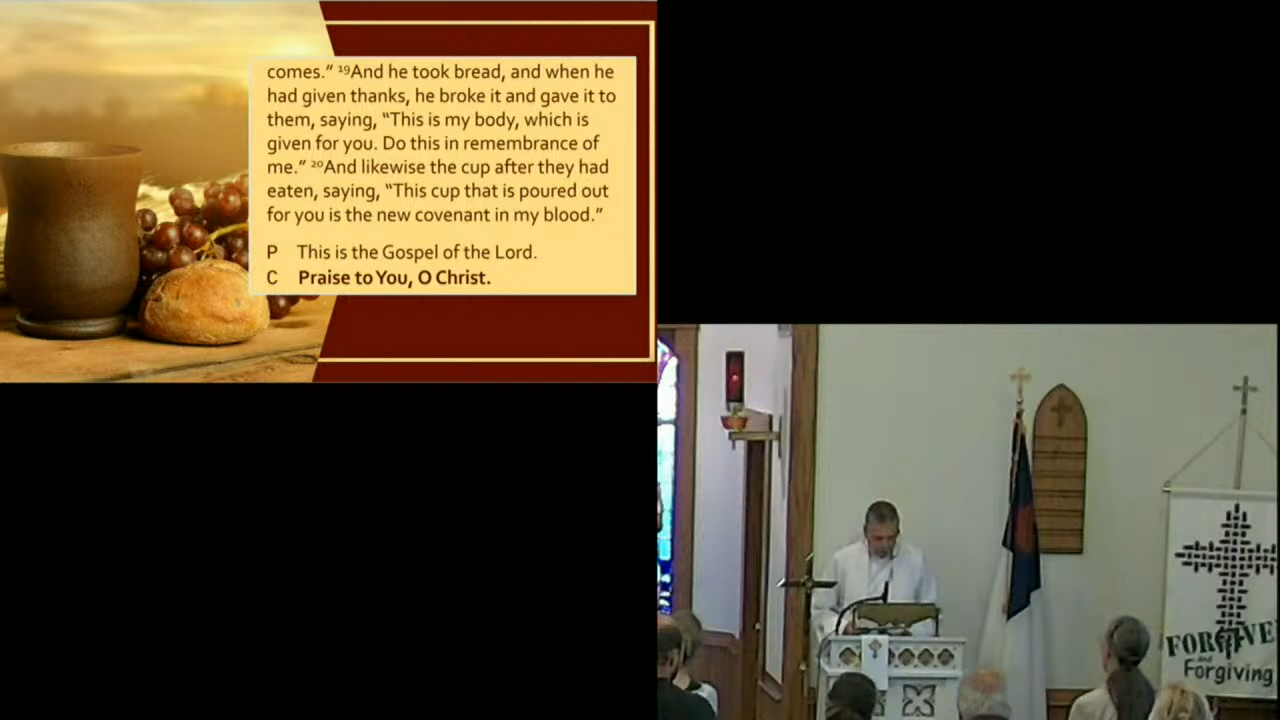 comes.” ¹⁹And he took bread, and when he
had given thanks, he broke it and gave it to
them, saying, “This is my body, which is
given for you. Do this in remembrance of
me.” ²⁰And likewise the cup after they had
eaten, saying, “This cup that is poured out
for you is the new covenant in my blood.”
P This is the Gospel of the Lord.
C Praise to You, O Christ.
and
Forgiving